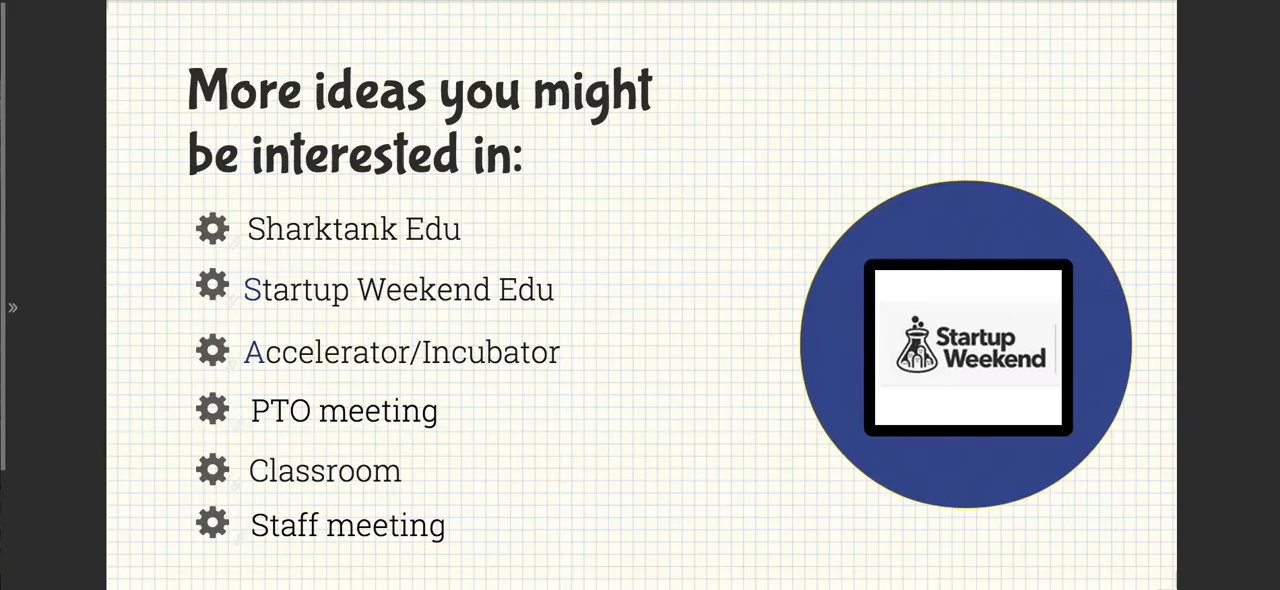 More ideas you might
be interested in:
Sharktank Edu
Startup Weekend Edu
Accelerator/Incubator
PTO meeting
Classroom
Staff meeting
Startup
Weekend
»